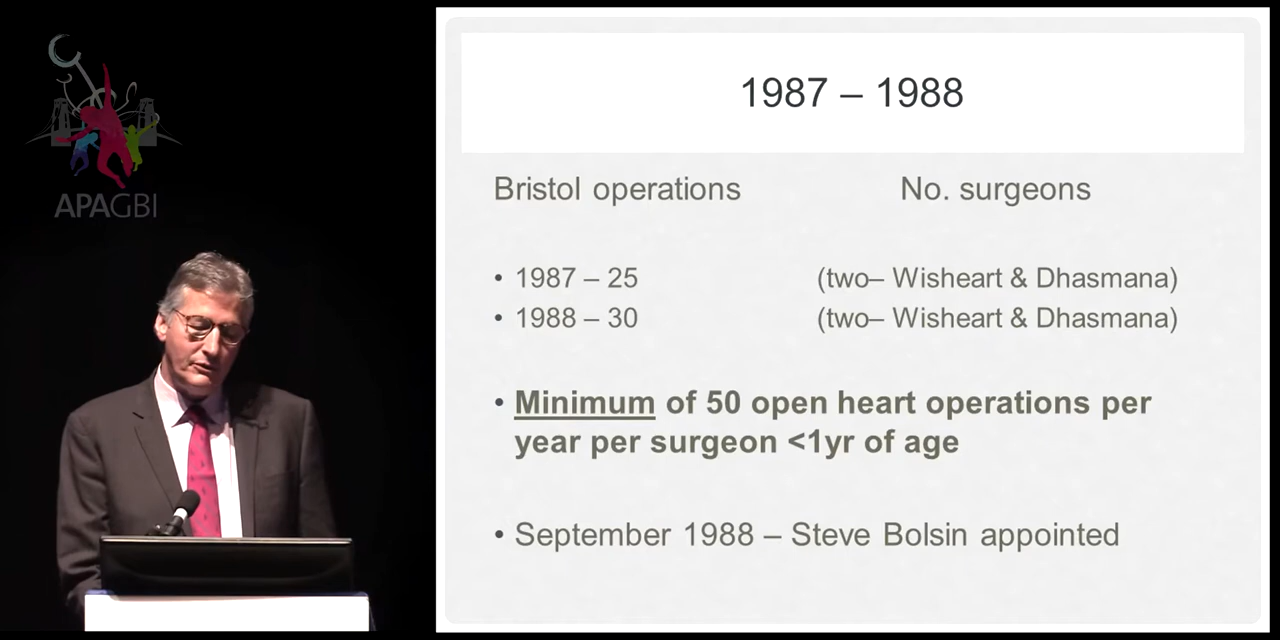 APAGBI
1987 – 1988
Bristol operations No. surgeons
• 1987 – 25 (two– Wisheart & Dhasmana)
• 1988 – 30 (two– Wisheart & Dhasmana)
• Minimum of 50 open heart operations per
year per surgeon <1yr of age
• September 1988 – Steve Bolsin appointed